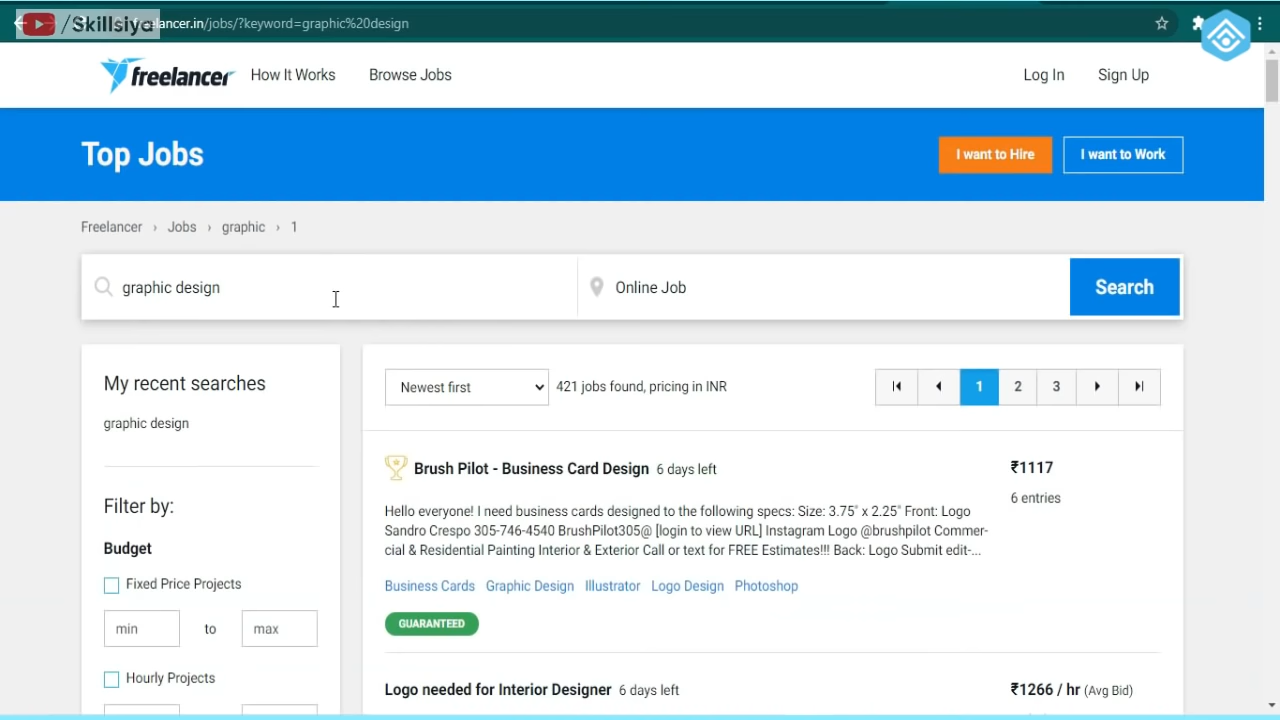 /Skillsiya
freelancer.in/jobs/?keyword=graphic%20design
freelancer
How It Works
Browse Jobs
Log In
Sign Up
Top Jobs
I want to Hire
I want to Work
Freelancer › Jobs › graphic › 1
graphic design
Online Job
Search
My recent searches
graphic design
Filter by:
Budget
Fixed Price Projects
min to max
Hourly Projects
Newest first
421 jobs found, pricing in INR
1 2 3
Brush Pilot - Business Card Design 6 days left
₹1117
6 entries
Hello everyone! I need business cards designed to the following specs: Size: 3.75" x 2.25" Front: Logo
Sandro Crespo 305-746-4540 BrushPilot305@ [login to view URL] Instagram Logo @brushpilot Commer-
cial & Residential Painting Interior & Exterior Call or text for FREE Estimates!!! Back: Logo Submit edit-...
Business Cards Graphic Design Illustrator Logo Design Photoshop
GUARANTEED
Logo needed for Interior Designer 6 days left
₹1266 / hr (Avg Bid)